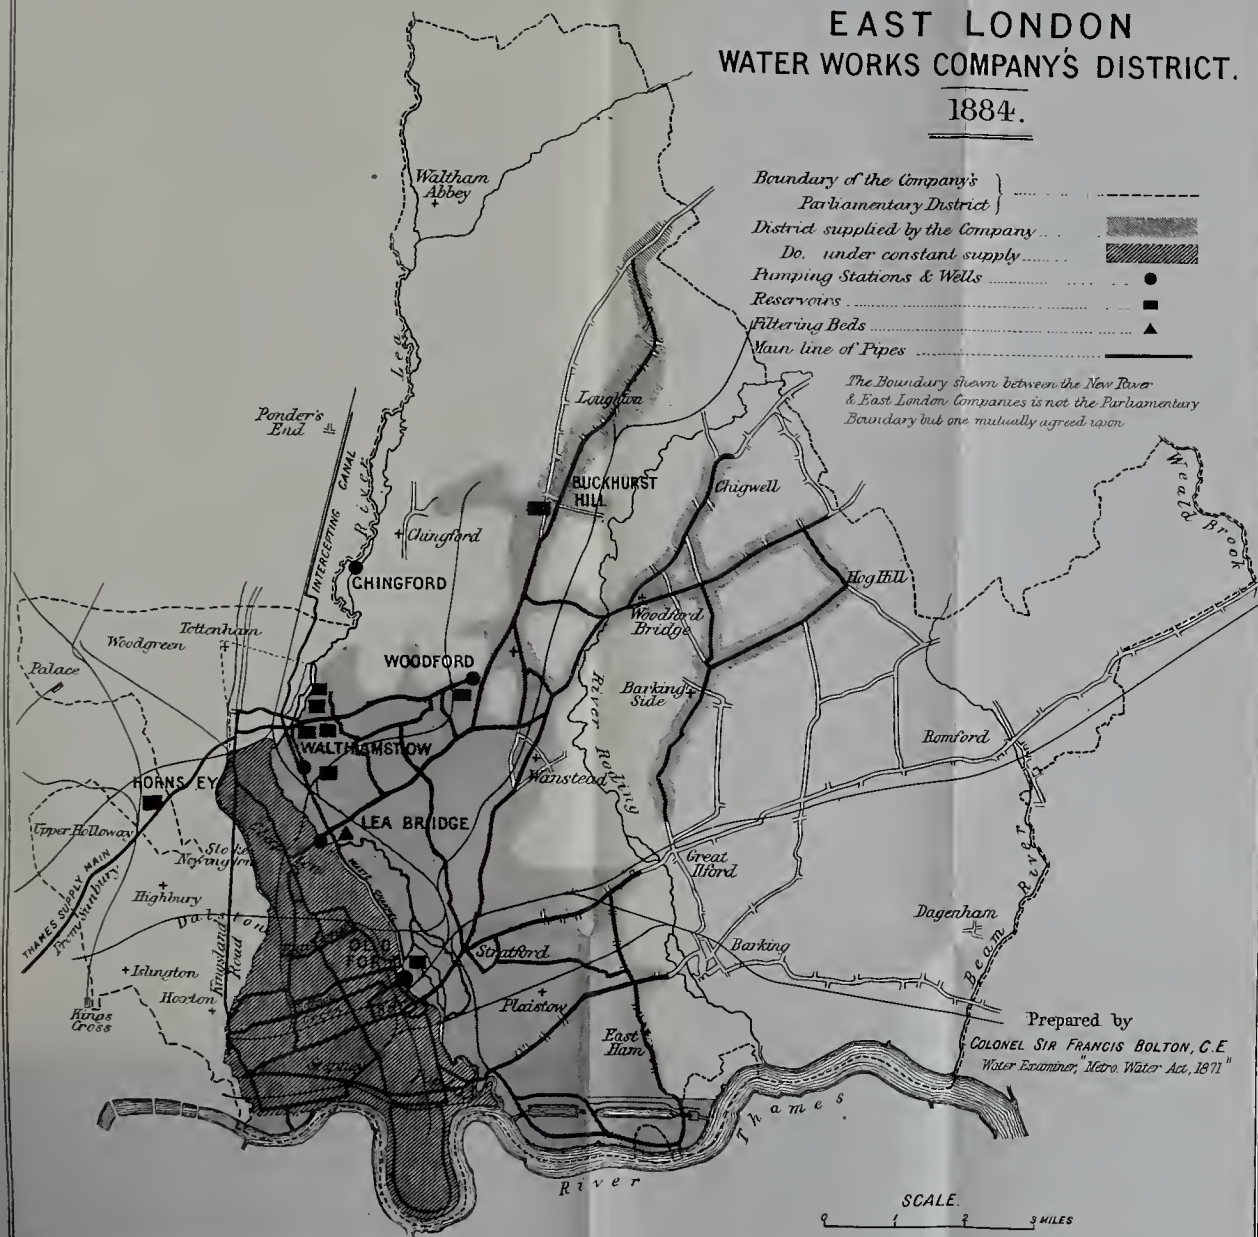 EAST LONDON
WATER WORKS COMPANY'S DISTRICT.
1884.
Boundary of the Company's
Parliamentary District
District supplied by the Company
Do. under constant supply
Pumping Stations & Wells
Reservoirs
Filtering Beds
Main line of Pipes
The Boundary shewn between the New River
& East London Companies is not the Parliamentary
Boundary but one mutually agreed upon
Waltham
Abbey
River Lea
Ponder's
End
INTERCEPTING CANAL
Loughton
BUCKHURST
HILL
Chigwell
Weald Brook
Chingford
CHINGFORD
Hog Hill
Woodford
Bridge
Tottenham
Woodgreen
Palace
WOODFORD
Barking
Side
River Roding
Romford
WALTHAMSTOW
Wanstead
HORNSEY
LEA BRIDGE
Upper Holloway
Stoke
Newington
Great
Ilford
THAMES SUPPLY MAIN
From Sunbury
Highbury
Dalston
Kingsland
Road
OLD
FORD
Stratford
Barking
Dagenham
Beam River
Islington
Hoxton
Kings
Cross
Plaistow
East
Ham
Stepney
Prepared by
COLONEL SIR FRANCIS BOLTON, C.E
Water Examiner, "Metro. Water Act, 1871"
River Thames
SCALE.
0 1 2 3 MILES